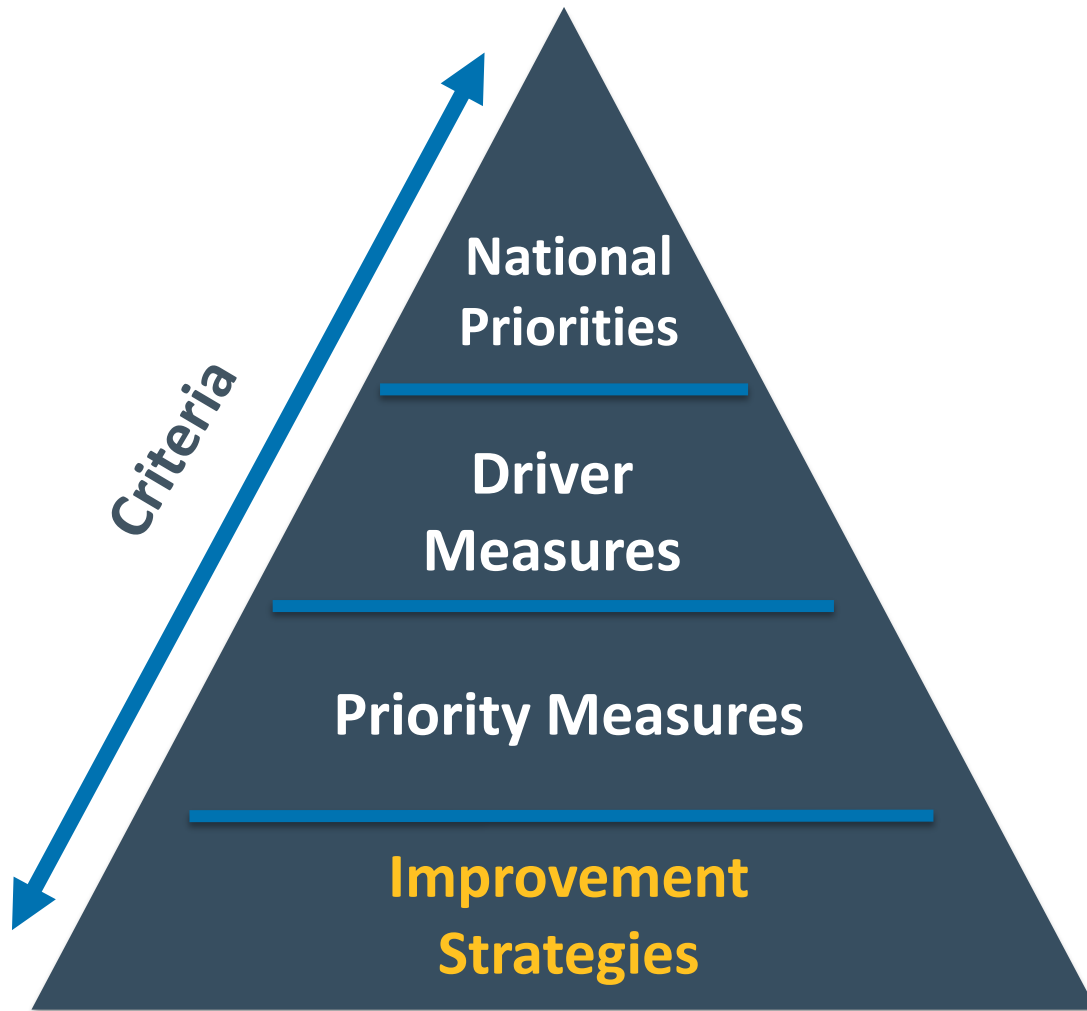 Criteria
National
Priorities
Driver
Measures
Priority Measures
Improvement
Strategies